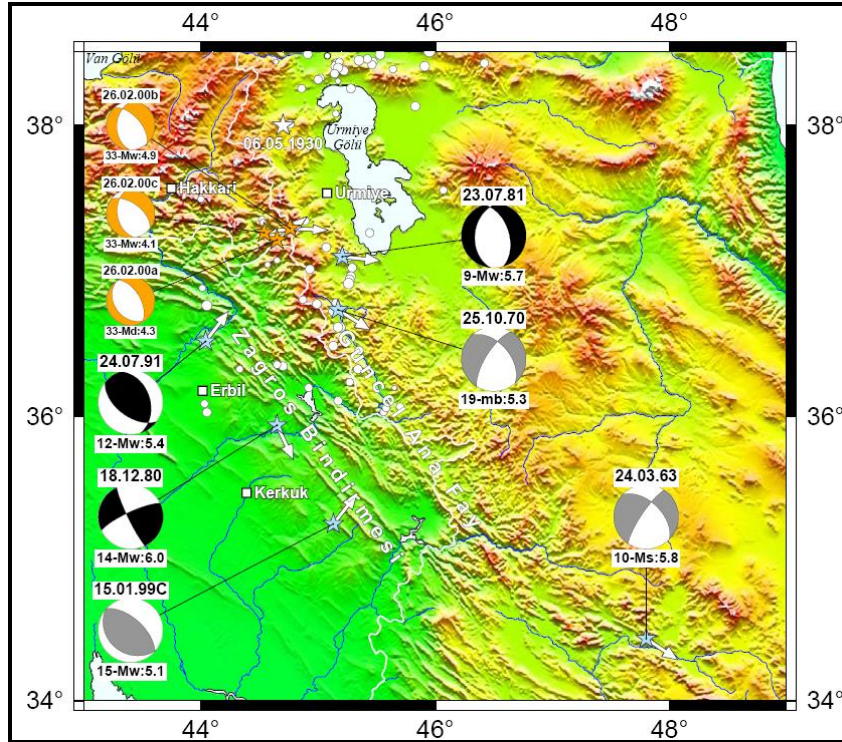 44° 46° 48°
38°
36°
34°
38°
36°
34°
44° 46° 48°
Van Gölü
26.02.00b
33-Mw:4.9
26.02.00c
33-Mw:4.1
26.02.00a
33-Md:4.3
24.07.91
12-Mw:5.4
18.12.80
14-Mw:6.0
15.01.99C
15-Mw:5.1
06.05.1930
Urmiye
Gölü
Hakkari
Urmiye
23.07.81
9-Mw:5.7
25.10.70
19-mb:5.3
Erbil
Kerkuk
Zagros Bindirmesi
Güncel Ana Fay
24.03.63
10-Ms:5.8